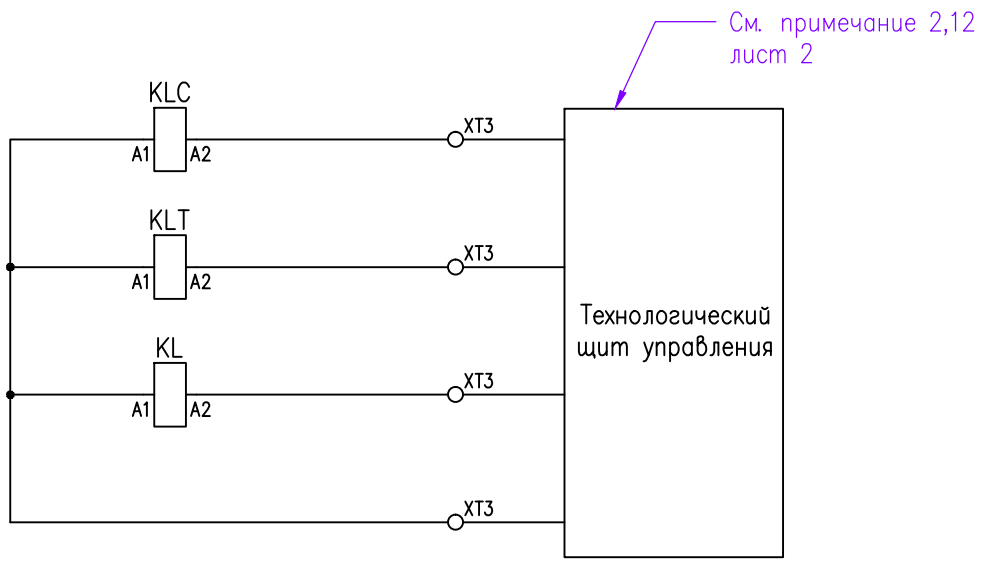 См. примечание 2,12
лист 2
KLC
XT3
A1 A2
KLT
XT3
A1 A2
Технологический
щит управления
KL
XT3
A1 A2
XT3